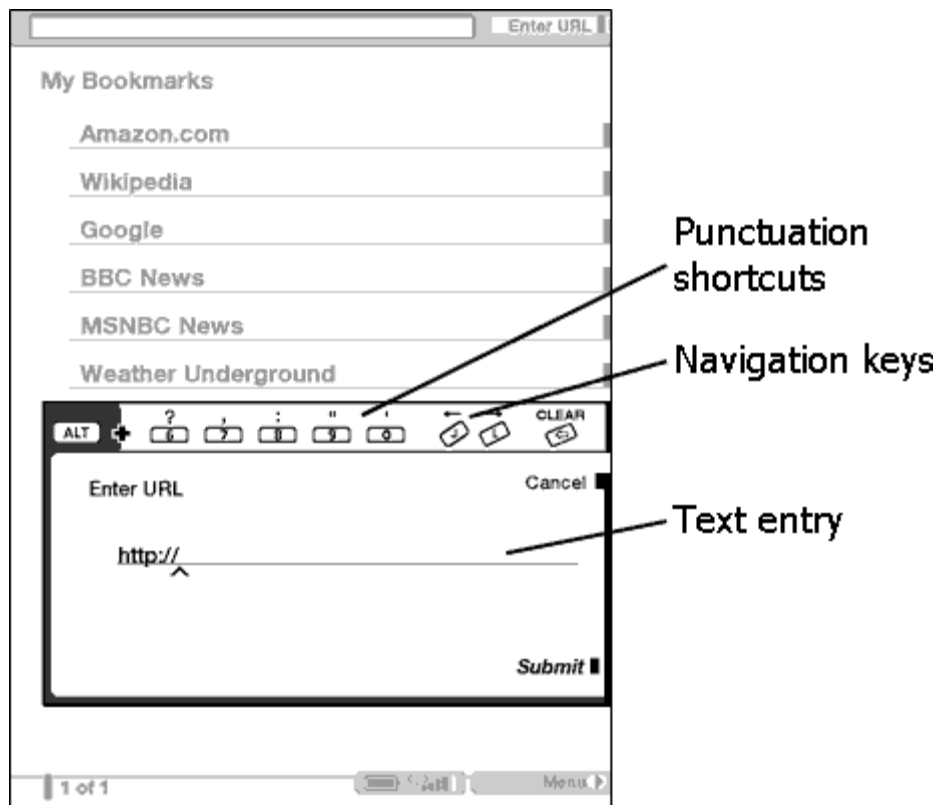 Enter URL
My Bookmarks
Amazon.com
Wikipedia
Google
BBC News
MSNBC News
Weather Underground
Punctuation
shortcuts
Navigation keys
? , : " ' ← → CLEAR
ALT + 6 7 8 9 0
Enter URL
Cancel
Text entry
http://
Submit
1 of 1
Menu